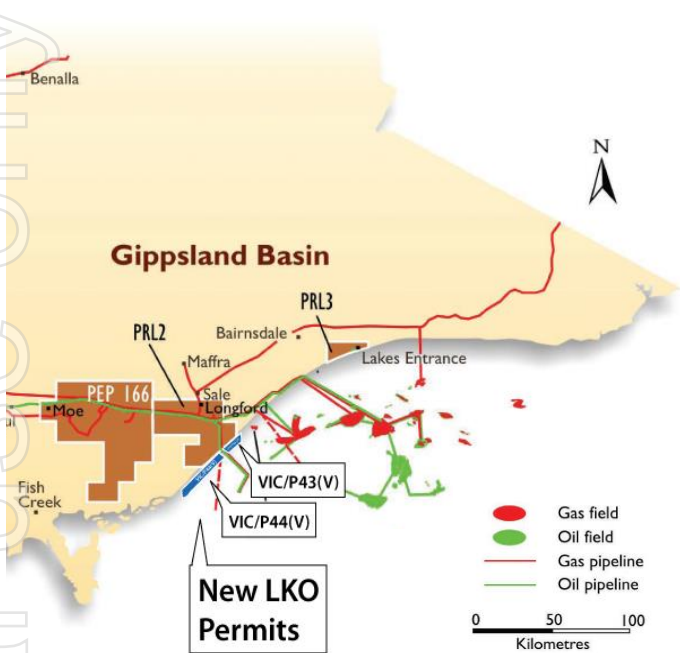 Benalla
N
Gippsland Basin
PRL3
PRL2
Bairnsdale
Maffra
Lakes Entrance
PEP 166
Sale
Moe
Longford
Fish
Creek
VIC/P43(V)
VIC/P44(V)
New LKO
Permits
Gas field
Oil field
Gas pipeline
Oil pipeline
0 50 100
Kilometres